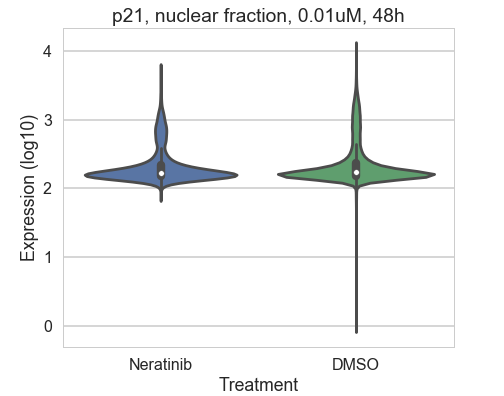 p21, nuclear fraction, 0.01uM, 48h
Expression (log10)
4
3
2
1
0
Neratinib DMSO
Treatment